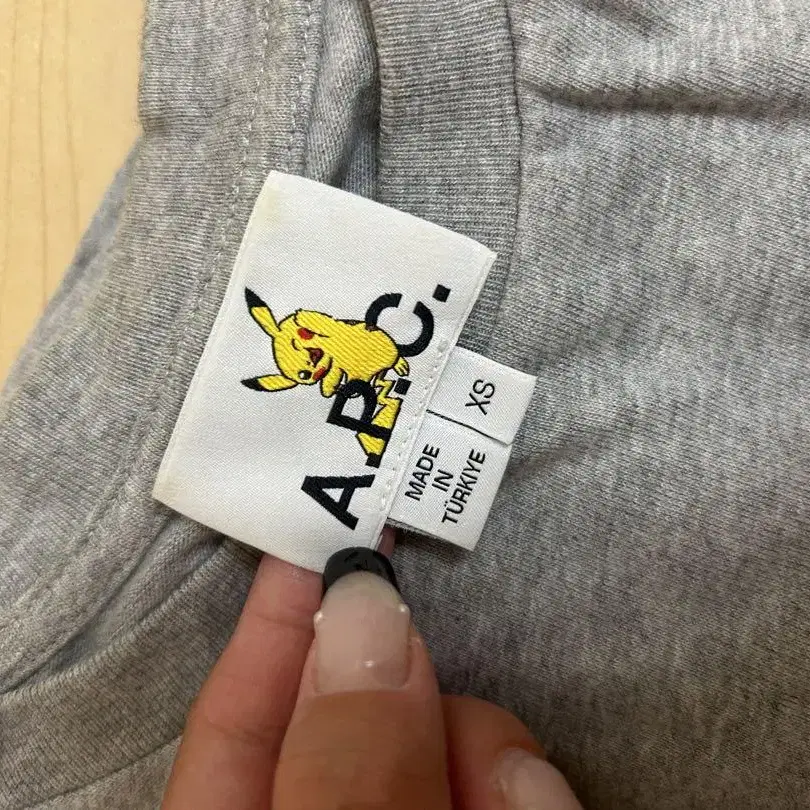 A.P.C.
XS
MADE
IN
TÜRKIYE